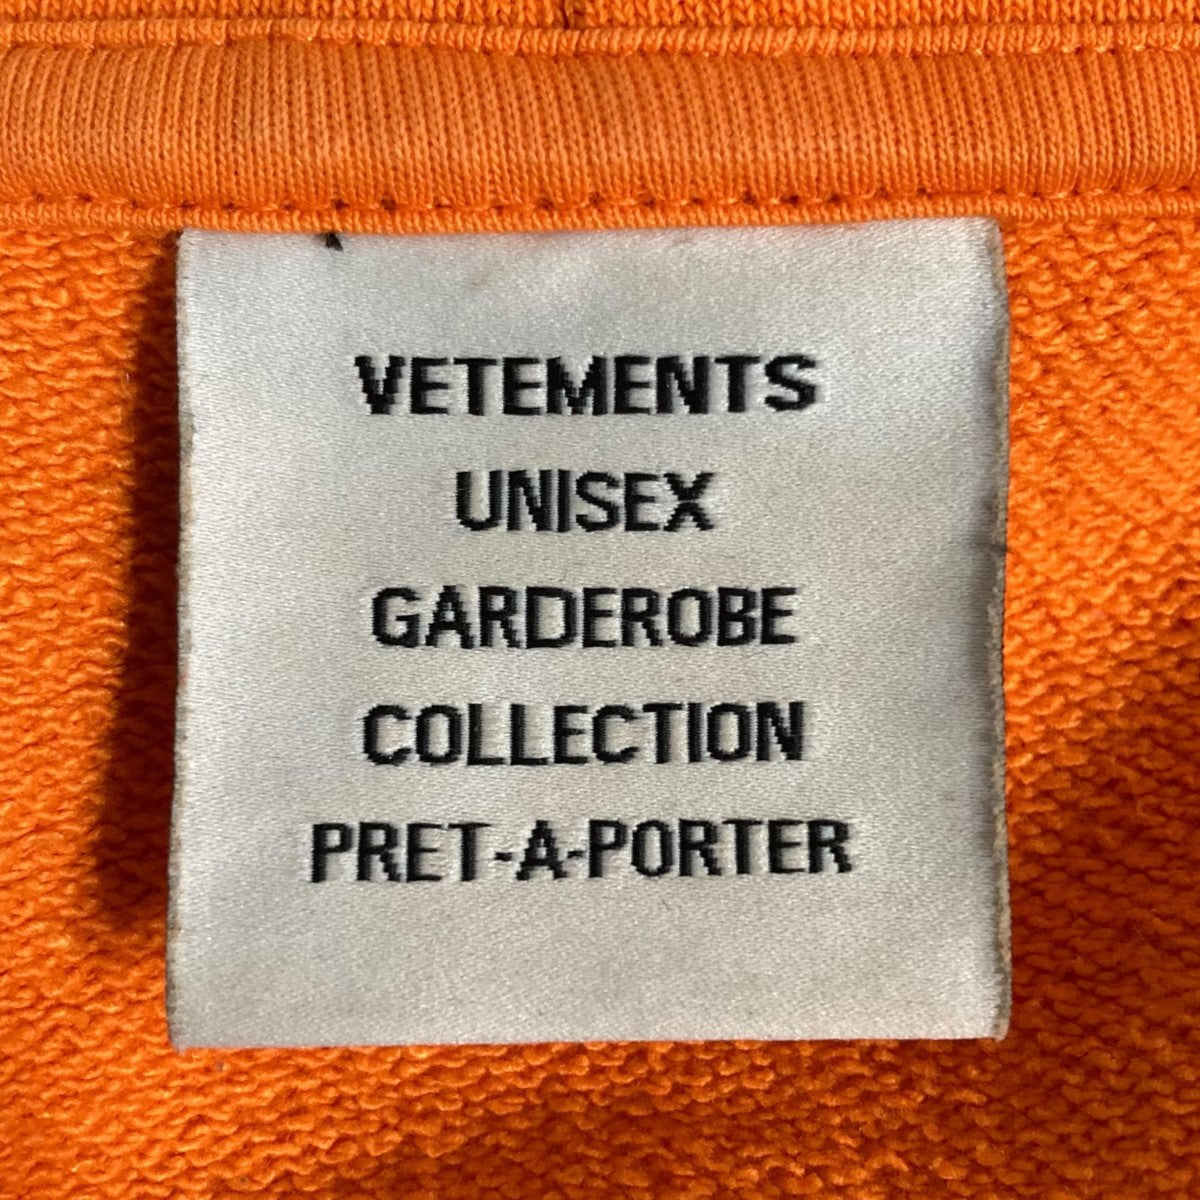 VETEMENTS
UNISEX
GARDEROBE
COLLECTION
PRET-A-PORTER